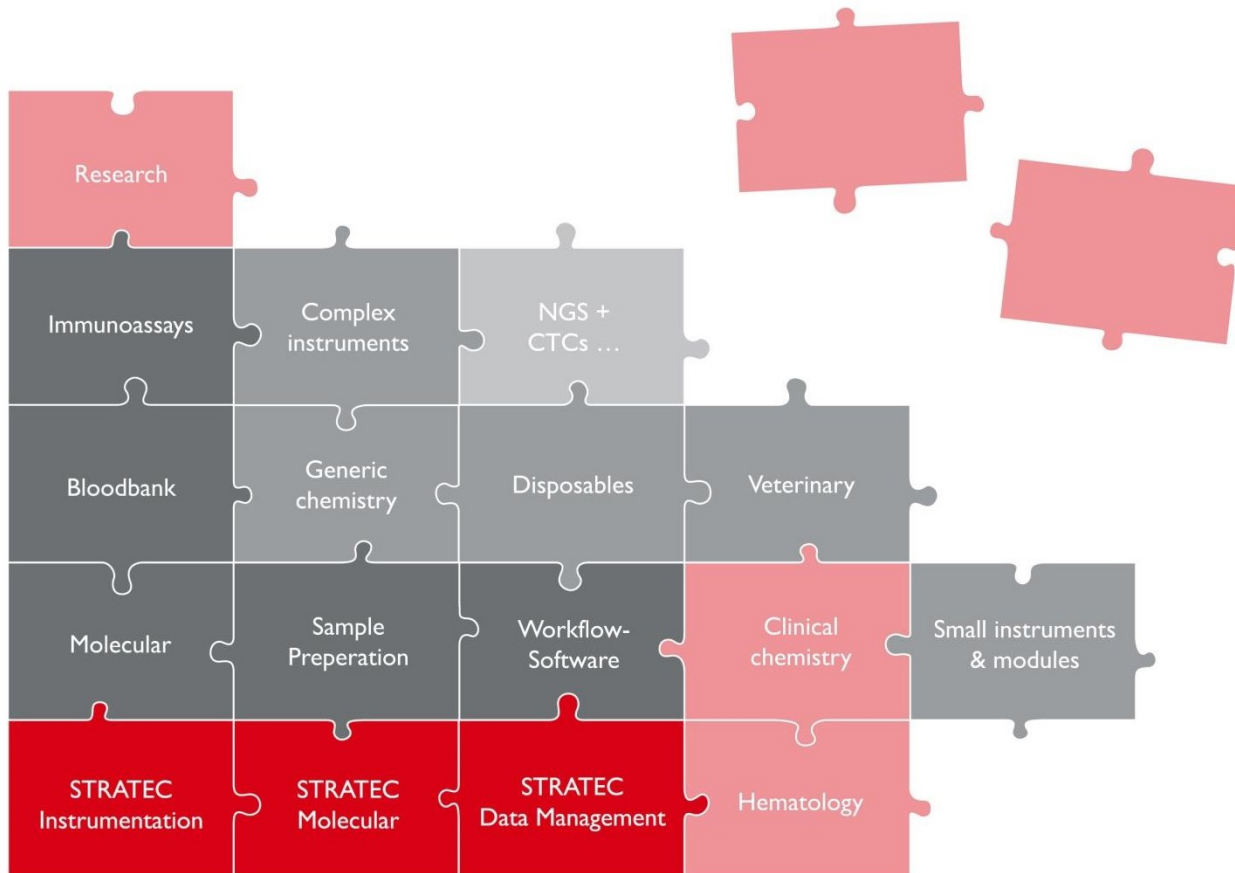 Research
Immunoassays
Complex
instruments
NGS +
CTCs ...
Bloodbank
Generic
chemistry
Disposables
Veterinary
Molecular
Sample
Preperation
Workflow-
Software
Clinical
chemistry
Small instruments
& modules
STRATEC
Instrumentation
STRATEC
Molecular
STRATEC
Data Management
Hematology